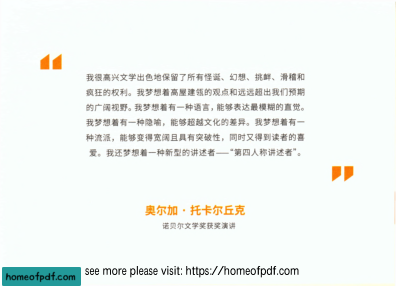 “
我很高兴文学出色地保留了所有怪诞、幻想、挑衅、滑稽和
疯狂的权利。我梦想着高屋建瓴的观点和远远超出我们预期
的广阔视野。我梦想着有一种语言，能够表达最模糊的直觉。
我梦想着有一种隐喻，能够超越文化的差异。我梦想着有一
种流派，能够变得宽阔且具有突破性，同时又得到读者的喜
爱。我还梦想着一种新型的讲述者——“第四人称讲述者”。
”
奥尔加·托卡尔丘克
诺贝尔文学奖获奖演讲
homeofpdf.com
see more please visit: https://homeofpdf.com